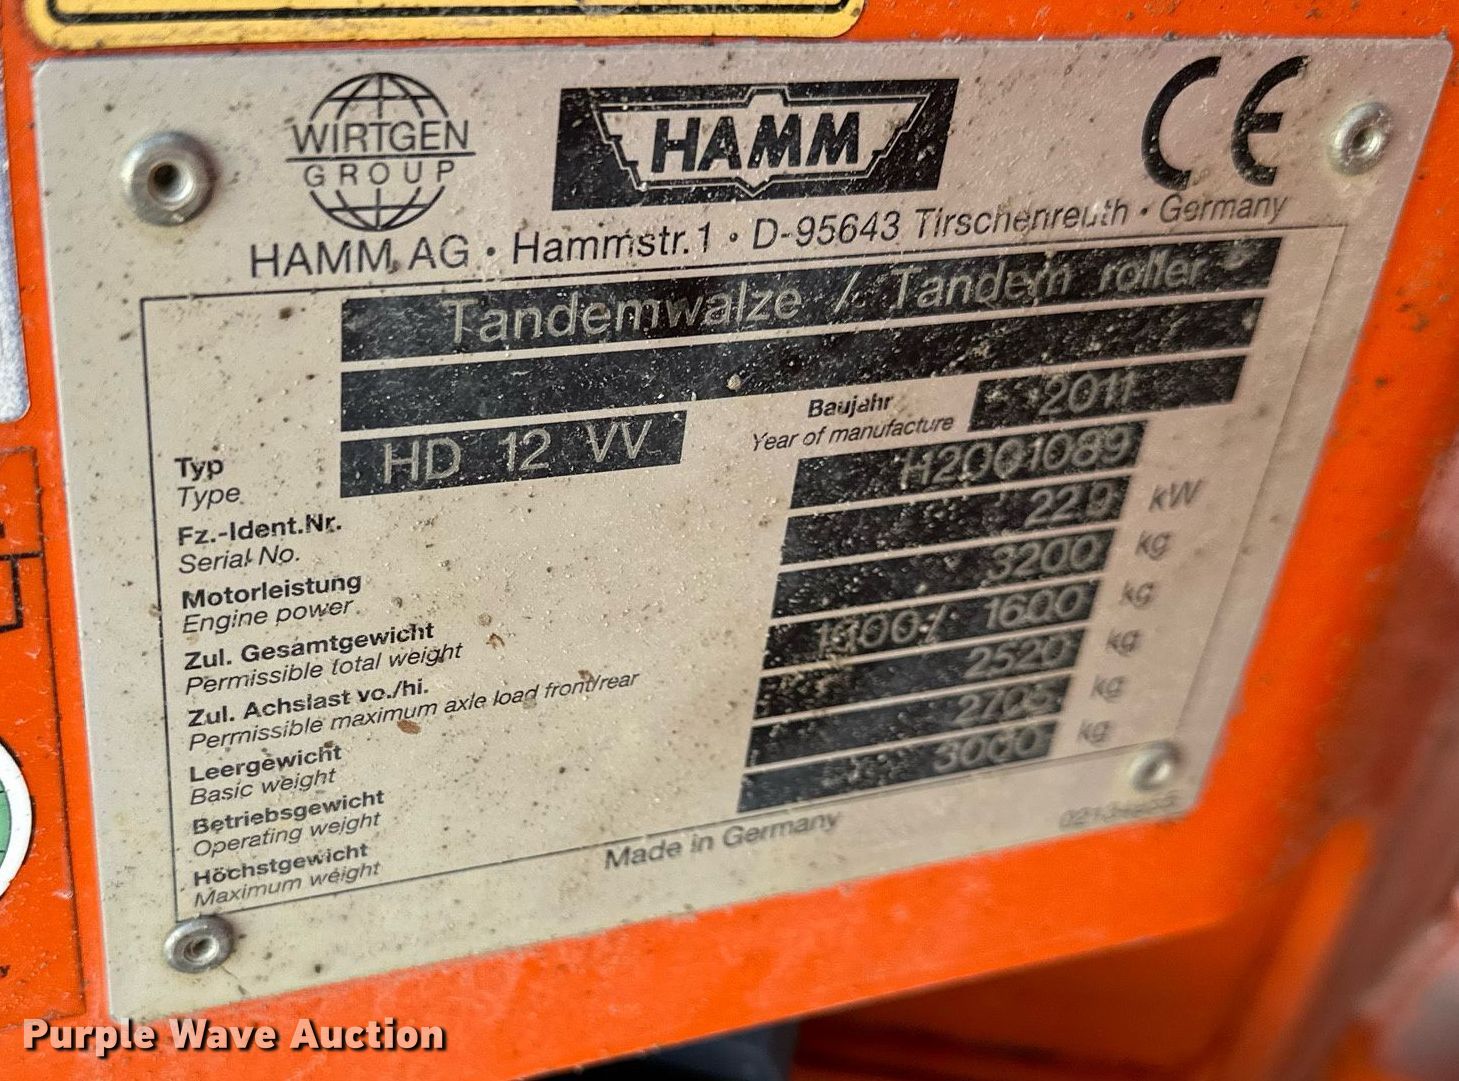 WIRTGEN
GROUP
HAMM
CE
HAMM AG · Hammstr.1 · D-95643 Tirschenreuth · Germany
Tandemwalze / Tandem roller
Typ
Type
HD 12 VV
Baujahr
Year of manufacture
2011
Fz.-Ident.Nr.
Serial No.
H2001089
Motorleistung
Engine power
22.9 kW
Zul. Gesamtgewicht
Permissible total weight
3200 kg
Zul. Achslast vo./hi.
Permissible maximum axle load front/rear
/ 1600 kg
Leergewicht
Basic weight
2520 kg
Betriebsgewicht
Operating weight
2705 kg
Höchstgewicht
Maximum weight
3000 kg
Made in Germany
Purple Wave Auction